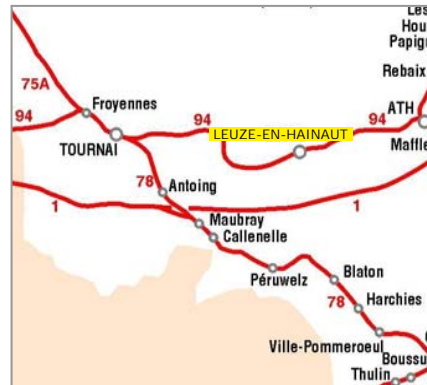 Les
Hou
Papig
Rebaix
75A
Froyennes
ATH
94
94
LEUZE-EN-HAINAUT
94
TOURNAI
Maffle
78
Antoing
1
1
Maubray
Callenelle
Péruwelz
Blaton
78
Harchies
Ville-Pommeroeul
Boussu
Thulin